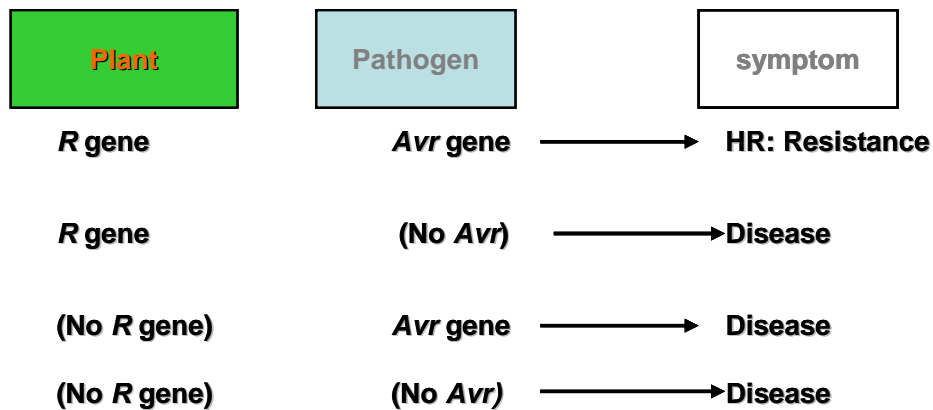 Plant Pathogen symptom
R gene Avr gene HR: Resistance
R gene (No Avr) Disease
(No R gene) Avr gene Disease
(No R gene) (No Avr) Disease